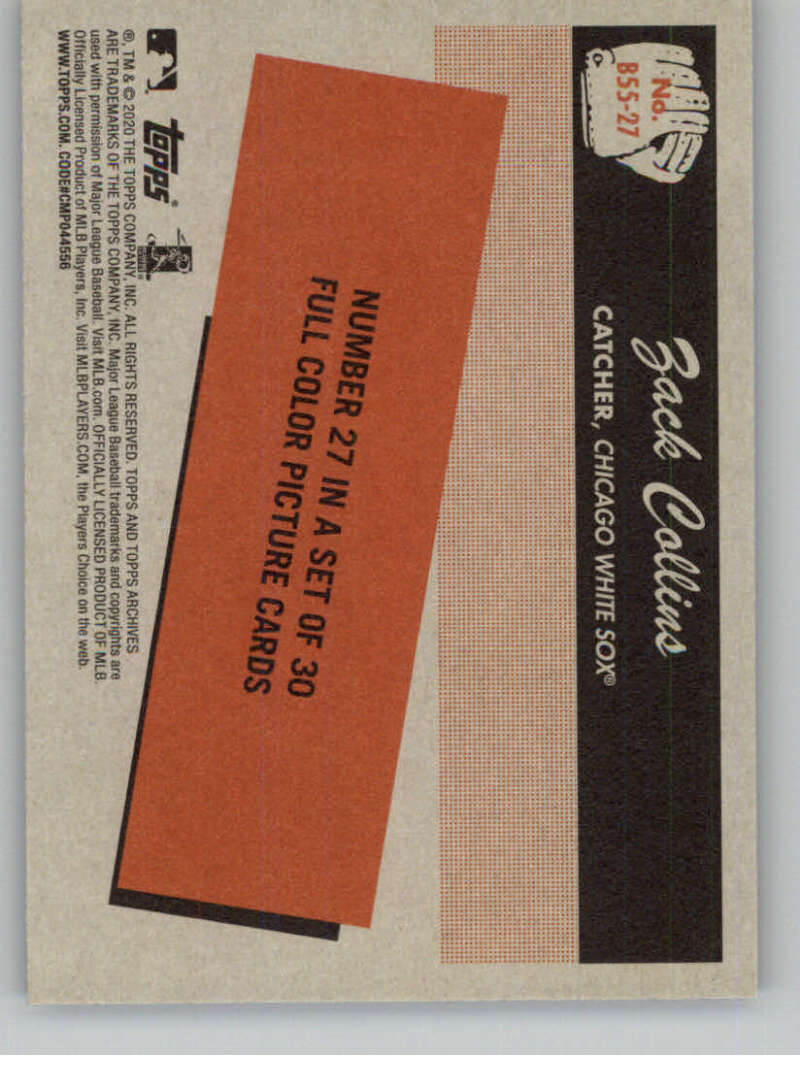 No.
B55-27
Zack Collins
CATCHER, CHICAGO WHITE SOX®
NUMBER 27 IN A SET OF 30
FULL COLOR PICTURE CARDS
topps®
®, TM & © 2020 THE TOPPS COMPANY, INC. ALL RIGHTS RESERVED. TOPPS AND TOPPS ARCHIVES
ARE TRADEMARKS OF THE TOPPS COMPANY, INC. Major League Baseball trademarks and copyrights are
used with permission of Major League Baseball. Visit MLB.com. OFFICIALLY LICENSED PRODUCT OF MLB.
Officially Licensed Product of MLB Players, Inc. Visit MLBPLAYERS.COM, the Players Choice on the web.
WWW.TOPPS.COM. CODE#CMP044556